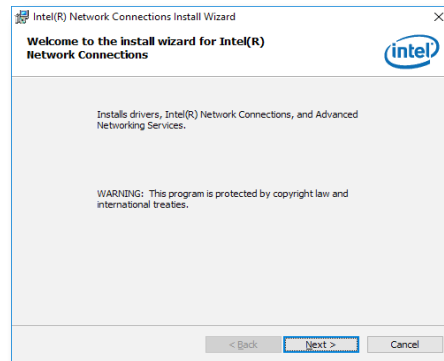 Intel(R) Network Connections Install Wizard
Welcome to the install wizard for Intel(R)
Network Connections
intel
Installs drivers, Intel(R) Network Connections, and Advanced
Networking Services.
WARNING: This program is protected by copyright law and
international treaties.
< Back Next > Cancel